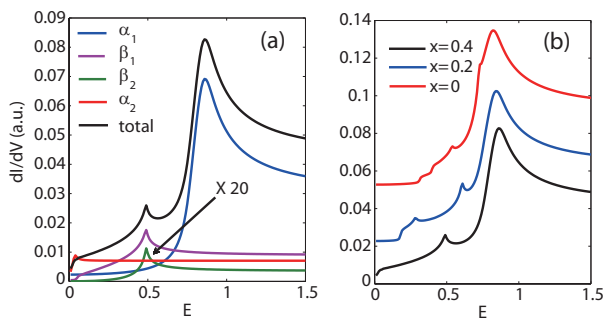 0.09
0.08
0.07
0.06
0.05
0.04
0.03
0.02
0.01
0
0
0.5
1
1.5
E
dI/dV (a.u.)
α1
β1
β2
α2
total
(a)
X 20
0.14
0.12
0.1
0.08
0.06
0.04
0.02
0
0
0.5
1
1.5
E
(b)
x=0.4
x=0.2
x=0